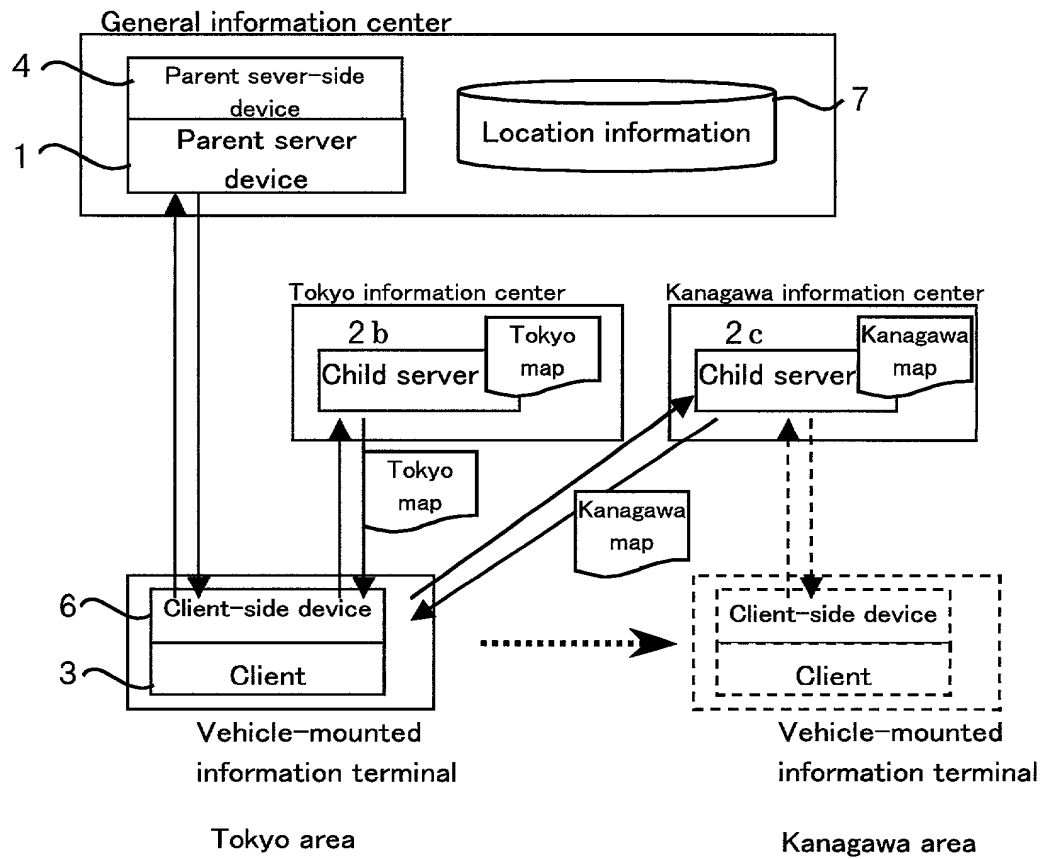 General information center
4
Parent sever-side
device
1
Parent server
device
Location information
7
Tokyo information center
2b
Child server
Tokyo
map
Kanagawa information center
2c
Child server
Kanagawa
map
Tokyo
map
Kanagawa
map
6
Client-side device
3
Client
Vehicle-mounted
information terminal
Tokyo area
Client-side device
Client
Vehicle-mounted
information terminal
Kanagawa area